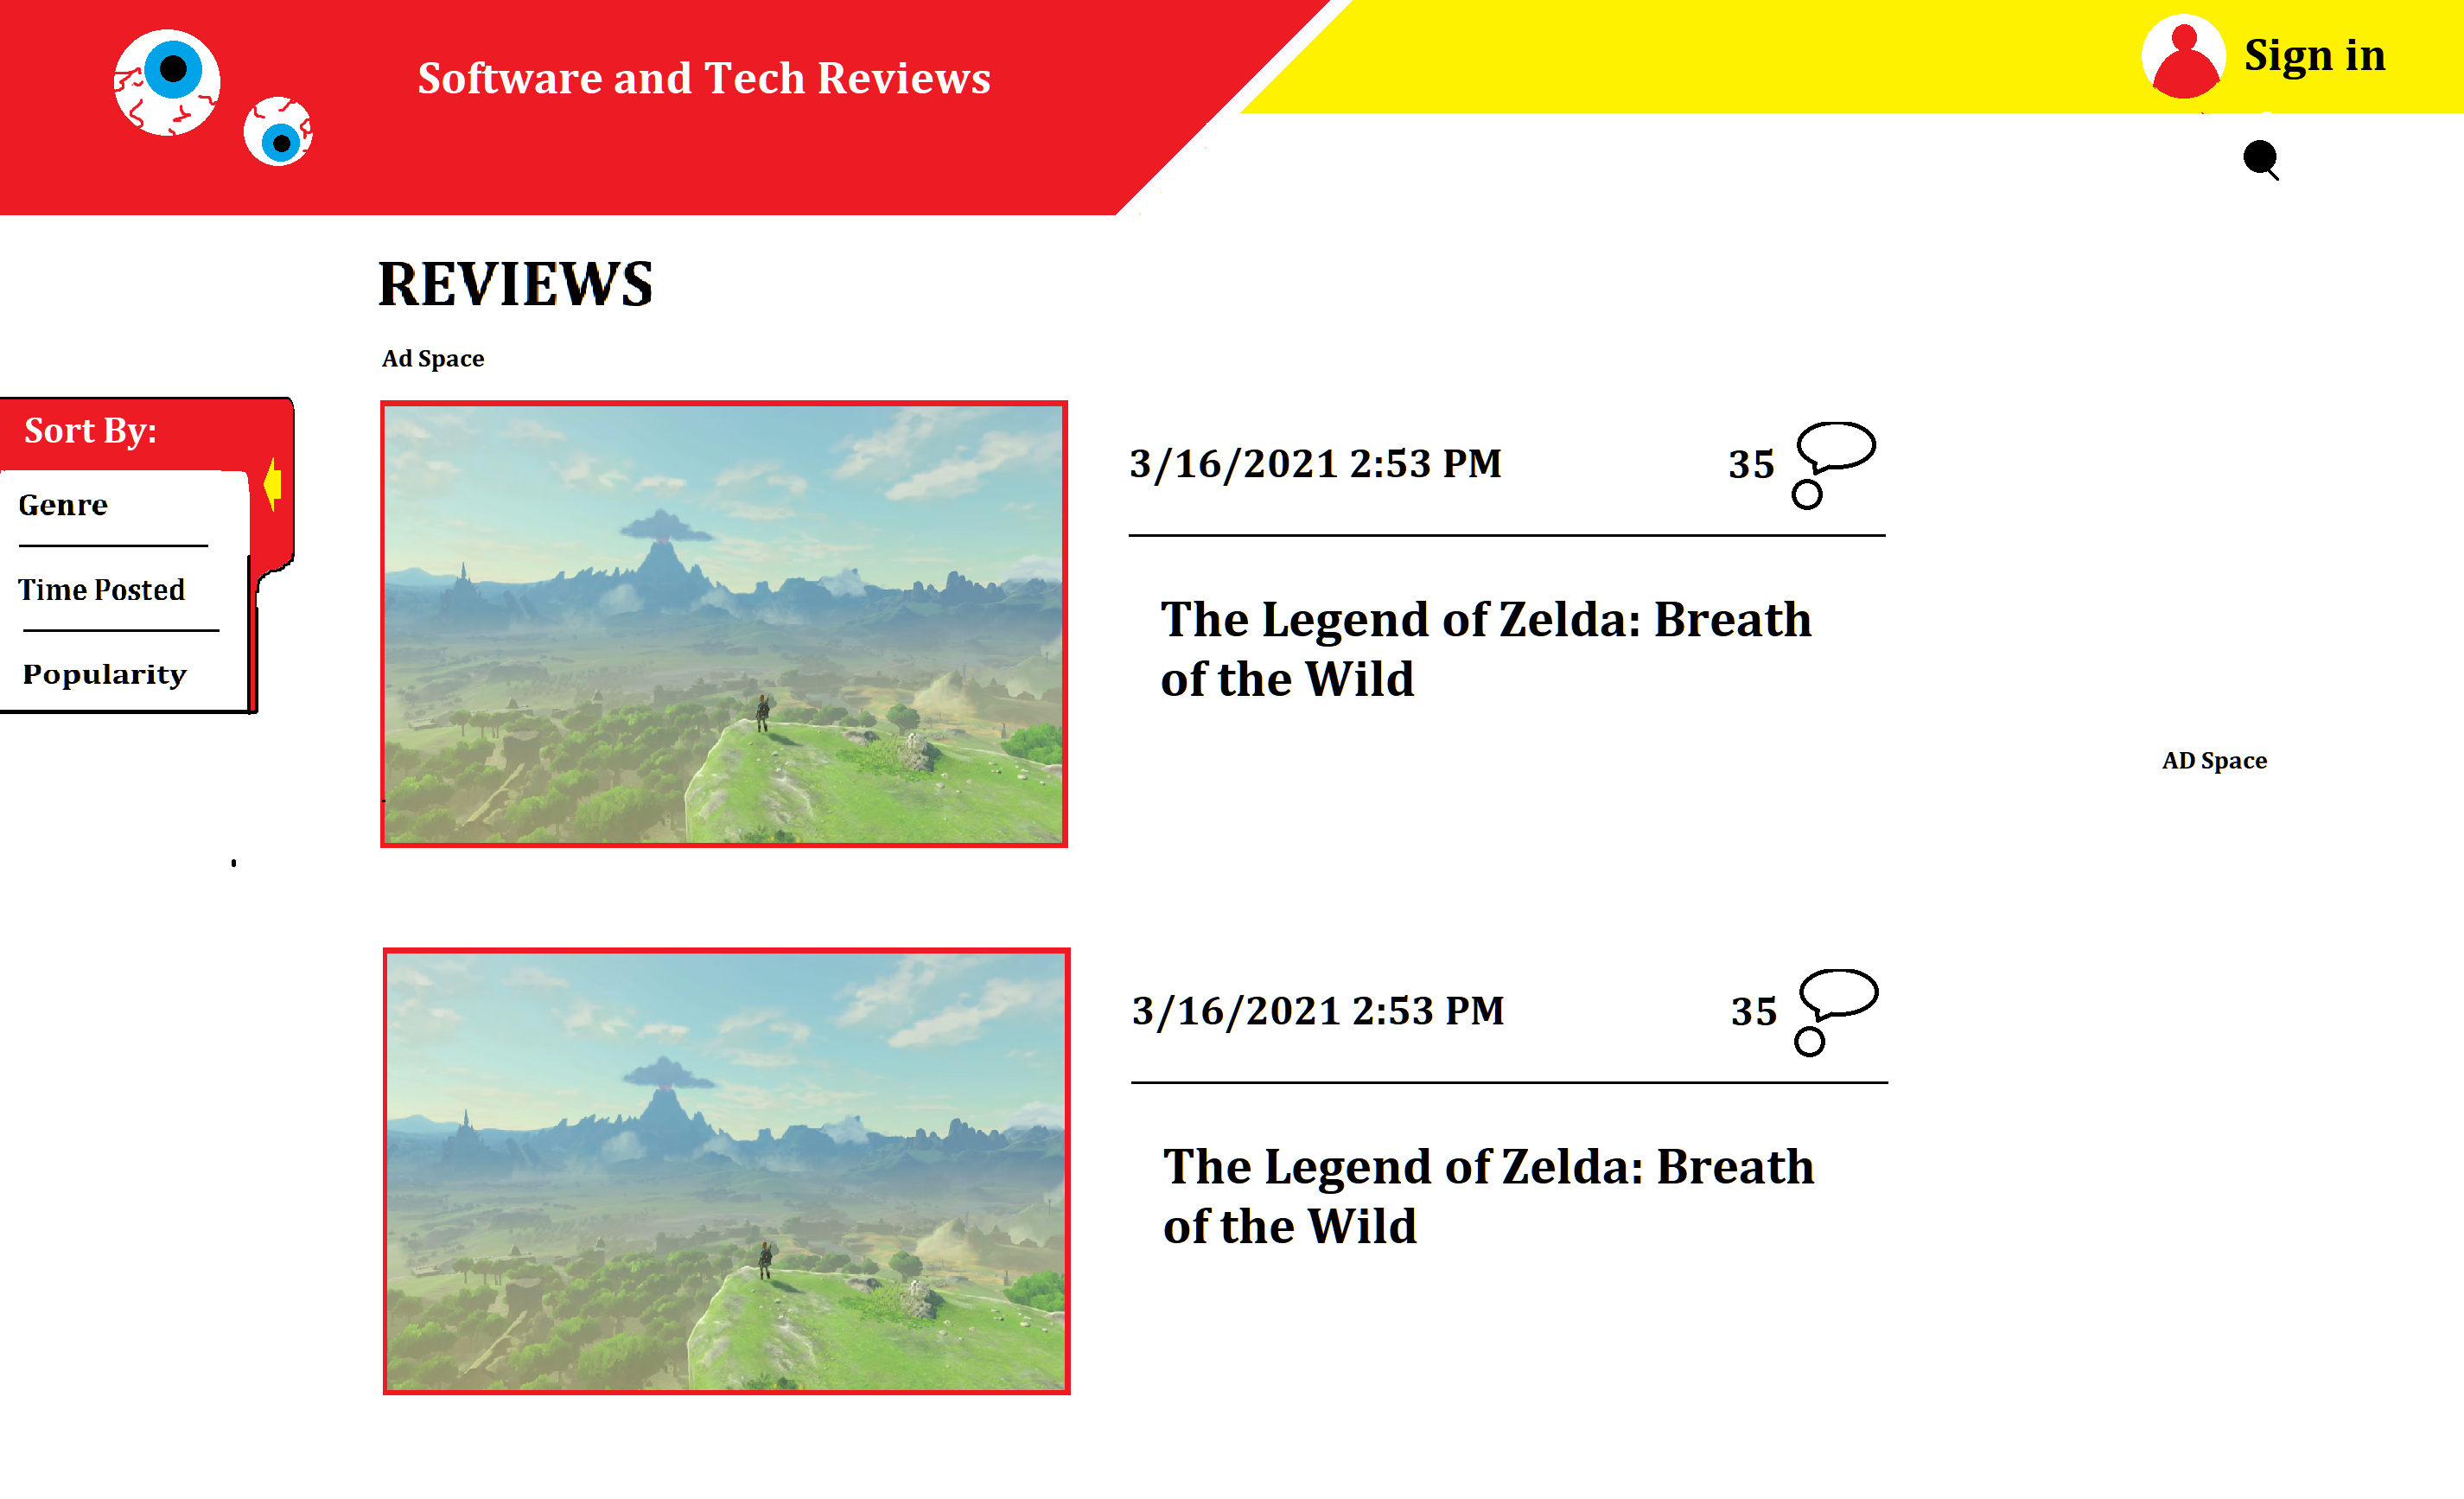 Software and Tech Reviews
Sign in
REVIEWS
Ad Space
Sort By:
Genre
Time Posted
Popularity
3/16/2021 2:53 PM
35
The Legend of Zelda: Breath
of the Wild
AD Space
3/16/2021 2:53 PM
35
The Legend of Zelda: Breath
of the Wild